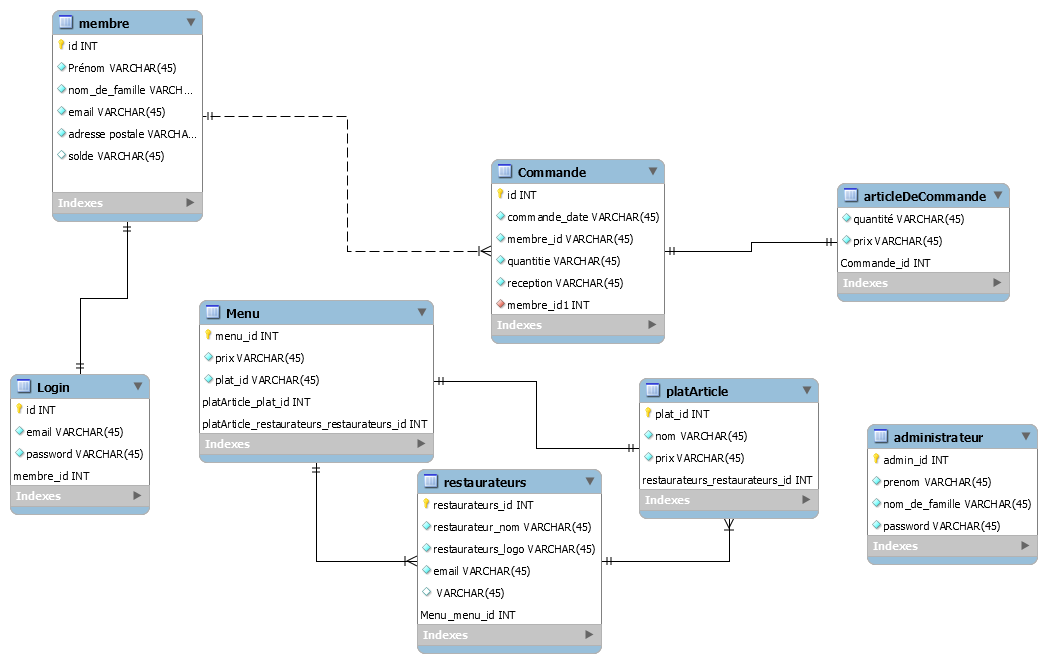 membre
id INT
Prénom VARCHAR(45)
nom_de_famille VARCH...
email VARCHAR(45)
adresse postale VARCHA...
solde VARCHAR(45)
Indexes
Commande
id INT
commande_date VARCHAR(45)
membre_id VARCHAR(45)
quantitie VARCHAR(45)
reception VARCHAR(45)
membre_id1 INT
Indexes
articleDeCommande
quantité VARCHAR(45)
prix VARCHAR(45)
Commande_id INT
Indexes
Menu
menu_id INT
prix VARCHAR(45)
plat_id VARCHAR(45)
platArticle_plat_id INT
platArticle_restaurateurs_restaurateurs_id INT
Indexes
Login
id INT
email VARCHAR(45)
password VARCHAR(45)
membre_id INT
Indexes
platArticle
plat_id INT
nom VARCHAR(45)
prix VARCHAR(45)
restaurateurs_restaurateurs_id INT
Indexes
administrateur
admin_id INT
prenom VARCHAR(45)
nom_de_famille VARCHAR(45)
password VARCHAR(45)
Indexes
restaurateurs
restaurateurs_id INT
restaurateur_nom VARCHAR(45)
restaurateurs_logo VARCHAR(45)
email VARCHAR(45)
VARCHAR(45)
Menu_menu_id INT
Indexes